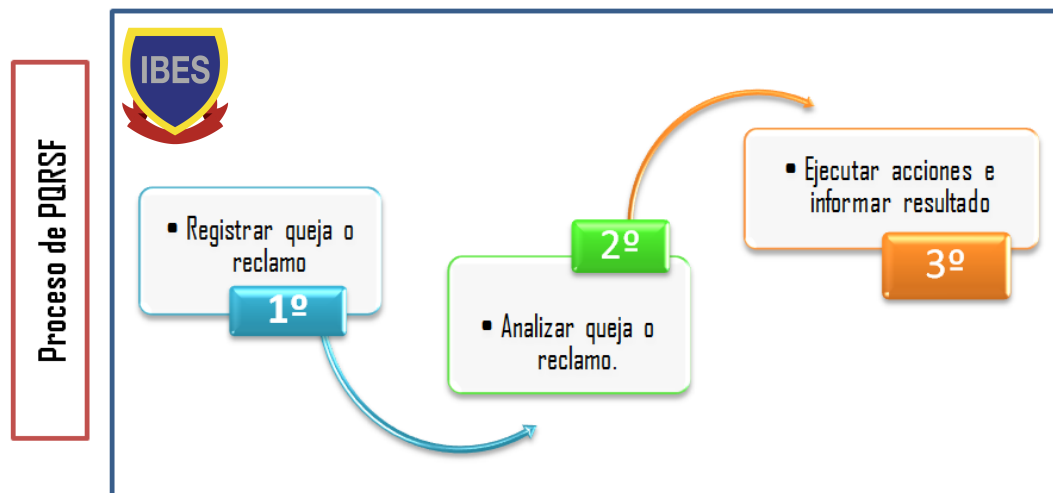 Proceso de PQRSF
IBES
▪ Registrar queja o
reclamo
1º
2º
▪ Analizar queja o
reclamo.
▪ Ejecutar acciones e
informar resultado
3º